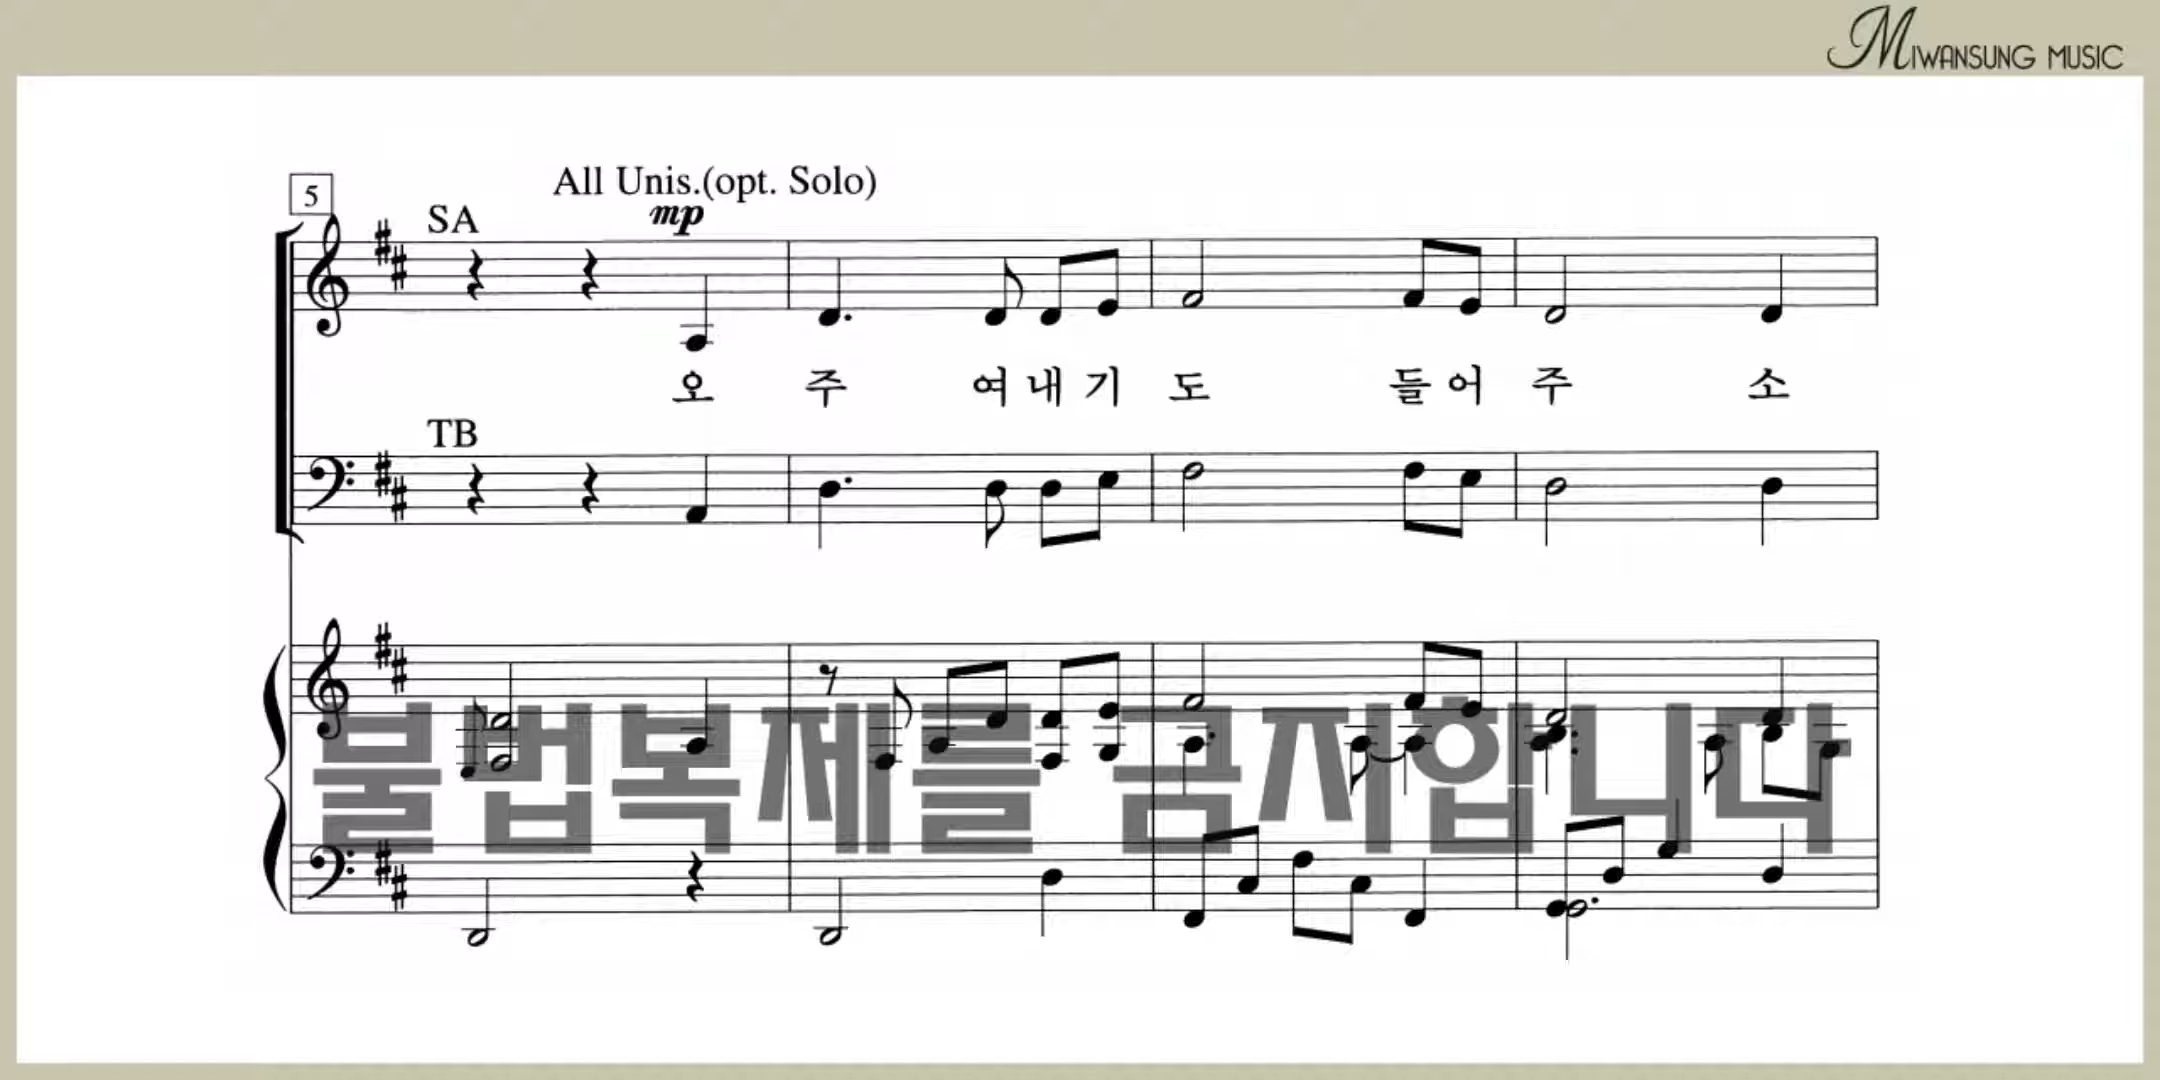 MIWANSUNG MUSIC
All Unis.(opt. Solo)
5
SA
mp
오 주 여 내 기 도 들 어 주 소
TB
불법복제를 금지합니다